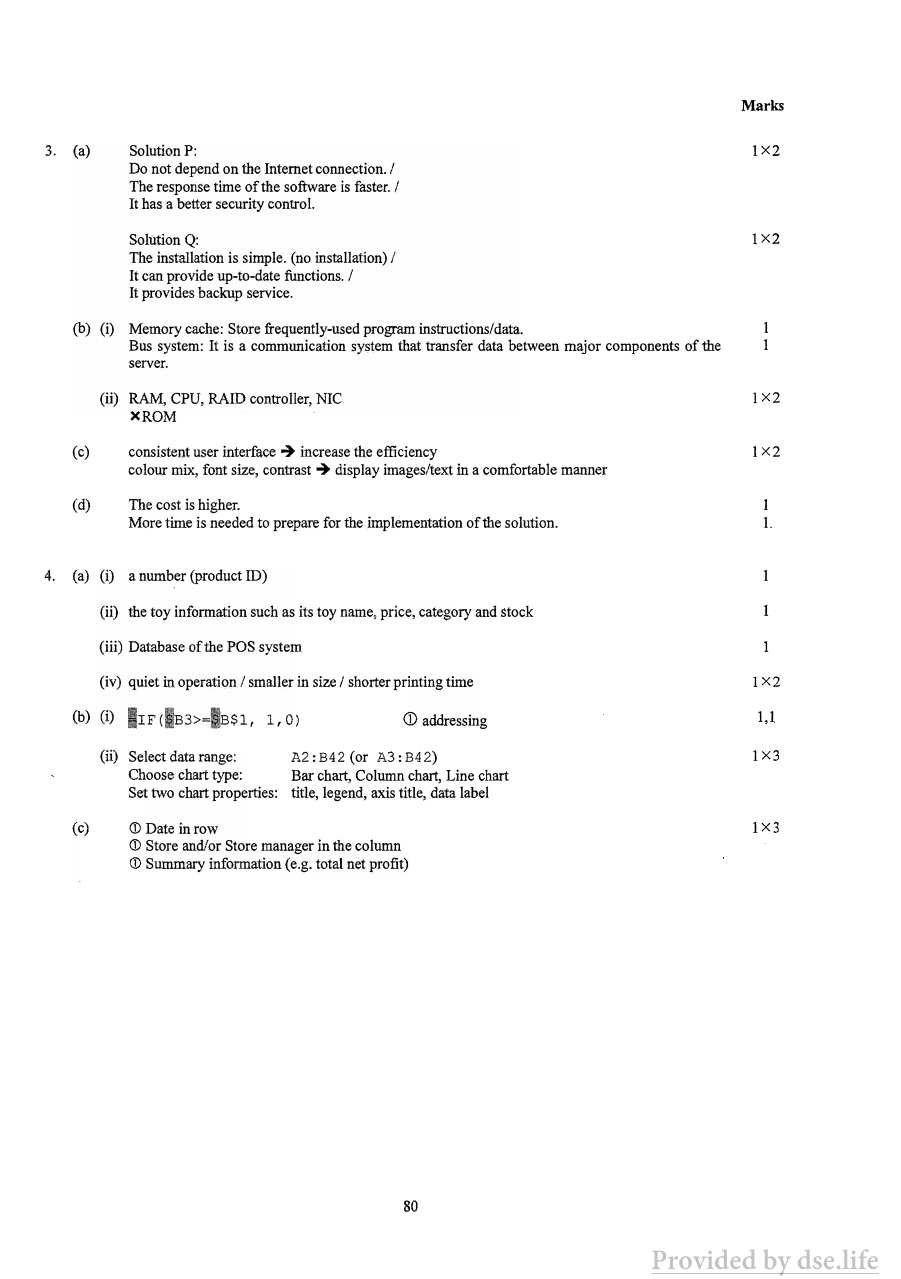 Marks
3. (a) Solution P: 1×2
Do not depend on the Internet connection. /
The response time of the software is faster. /
It has a better security control.
Solution Q: 1×2
The installation is simple. (no installation) /
It can provide up-to-date functions. /
It provides backup service.
(b) (i) Memory cache: Store frequently-used program instructions/data. 1
Bus system: It is a communication system that transfer data between major components of the 1
server.
(ii) RAM, CPU, RAID controller, NIC 1×2
✖ROM
(c) consistent user interface ➔ increase the efficiency 1×2
colour mix, font size, contrast ➔ display images/text in a comfortable manner
(d) The cost is higher. 1
More time is needed to prepare for the implementation of the solution. 1.
4. (a) (i) a number (product ID) 1
(ii) the toy information such as its toy name, price, category and stock 1
(iii) Database of the POS system 1
(iv) quiet in operation / smaller in size / shorter printing time 1×2
(b) (i) =IF($B3>=$B$1, 1,0) ① addressing 1,1
(ii) Select data range: A2:B42 (or A3:B42) 1×3
Choose chart type: Bar chart, Column chart, Line chart
Set two chart properties: title, legend, axis title, data label
(c) ① Date in row 1×3
① Store and/or Store manager in the column
① Summary information (e.g. total net profit)
80
Provided by dse.life